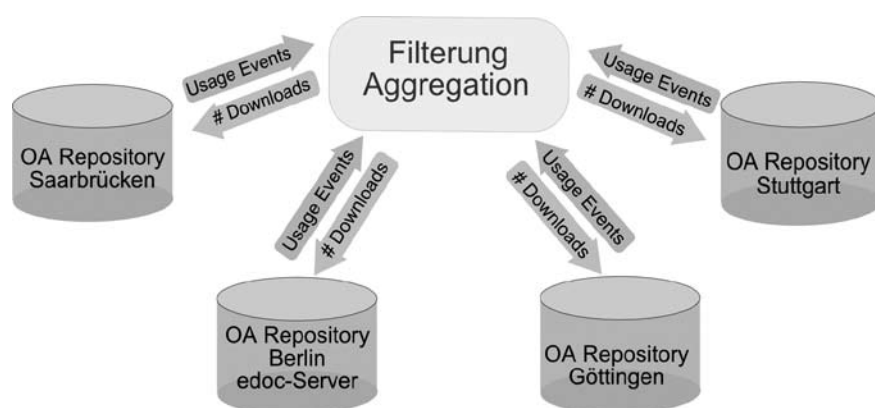 Filterung
Aggregation
Usage Events
# Downloads
Usage Events
# Downloads
OA Repository
Saarbrücken
OA Repository
Stuttgart
Usage Events
# Downloads
Usage Events
# Downloads
OA Repository
Berlin
edoc-Server
OA Repository
Göttingen